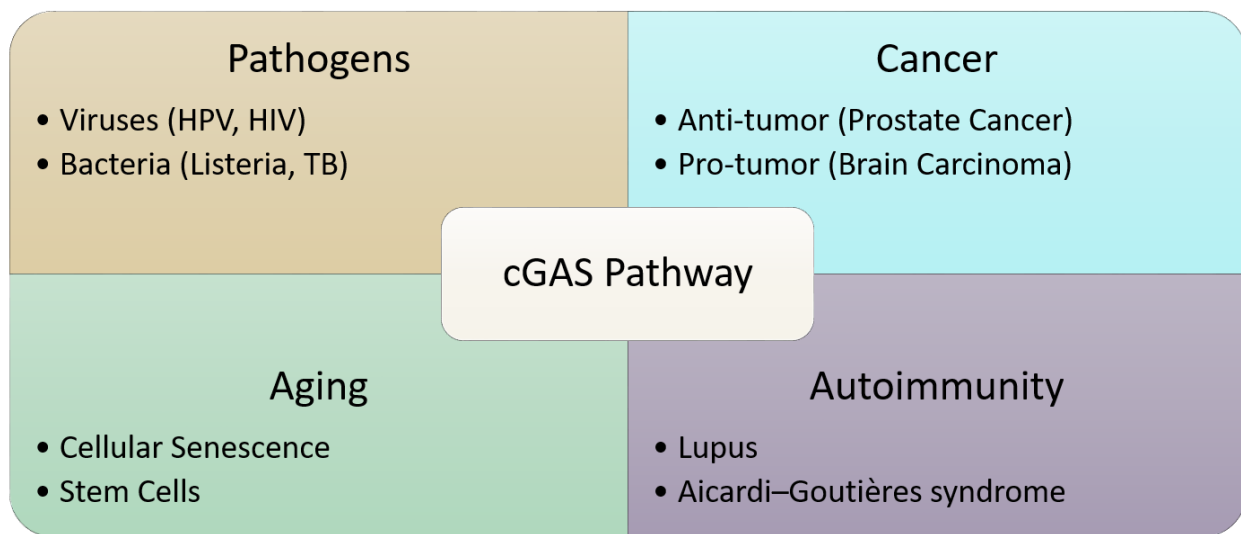 Pathogens
• Viruses (HPV, HIV)
• Bacteria (Listeria, TB)
Cancer
• Anti-tumor (Prostate Cancer)
• Pro-tumor (Brain Carcinoma)
cGAS Pathway
Aging
• Cellular Senescence
• Stem Cells
Autoimmunity
• Lupus
• Aicardi–Goutières syndrome